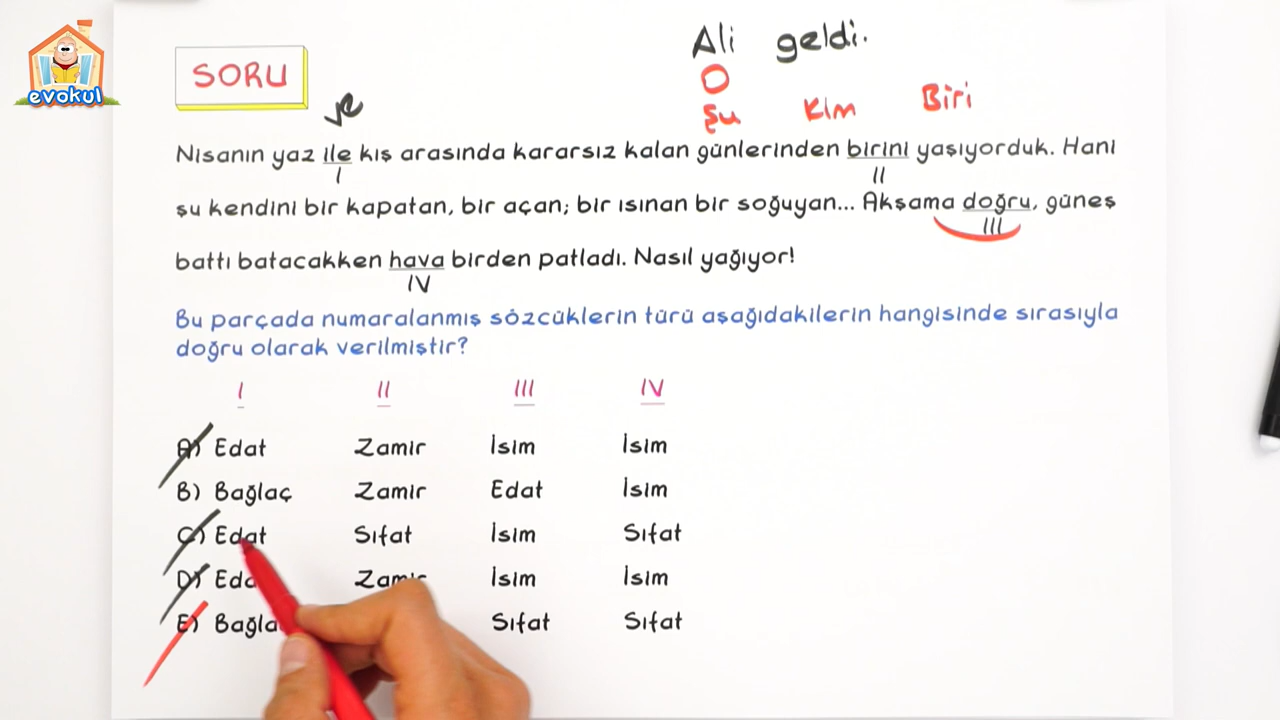 evokul
SORU
Ali geldi.
O
Şu Kim Biri
ve
Nisanın yaz ile kış arasında kararsız kalan günlerinden birini yaşıyorduk. Hani
I II
şu kendini bir kapatan, bir açan; bir ısınan bir soğuyan... Akşama doğru, güneş
III
battı batacakken hava birden patladı. Nasıl yağıyor!
IV
Bu parçada numaralanmış sözcüklerin türü aşağıdakilerin hangisinde sırasıyla
doğru olarak verilmiştir?
I II III IV
A) Edat Zamir İsim İsim
B) Bağlaç Zamir Edat İsim
C) Edat Sıfat İsim Sıfat
D) Zamir İsim İsim
E) Sıfat Sıfat